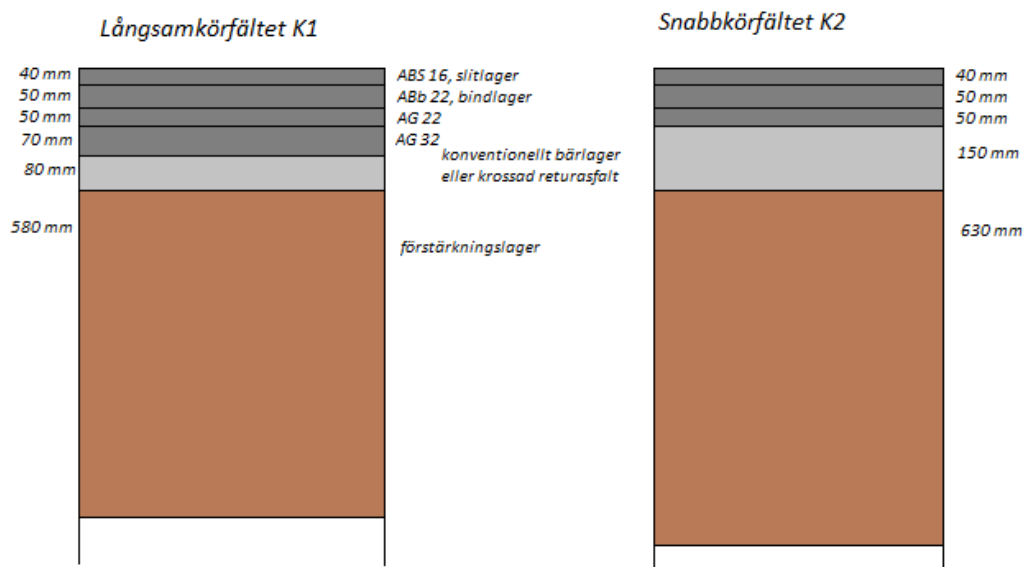 Långsamkörfältet K1
Snabbkörfältet K2
40 mm
ABS 16, slitlager
40 mm
50 mm
ABb 22, bindlager
50 mm
50 mm
AG 22
50 mm
70 mm
AG 32
konventionellt bärlager
150 mm
80 mm
eller krossad returasfalt
580 mm
630 mm
förstärkningslager